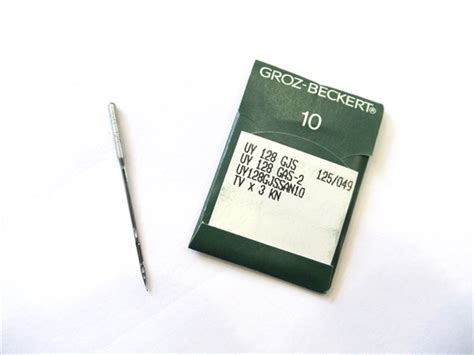 GROZ-BECKERT®
10
UY 128 GJS 125/049
UY 128 GAS-2
UY128GJSSAN10
TV X 3 KN